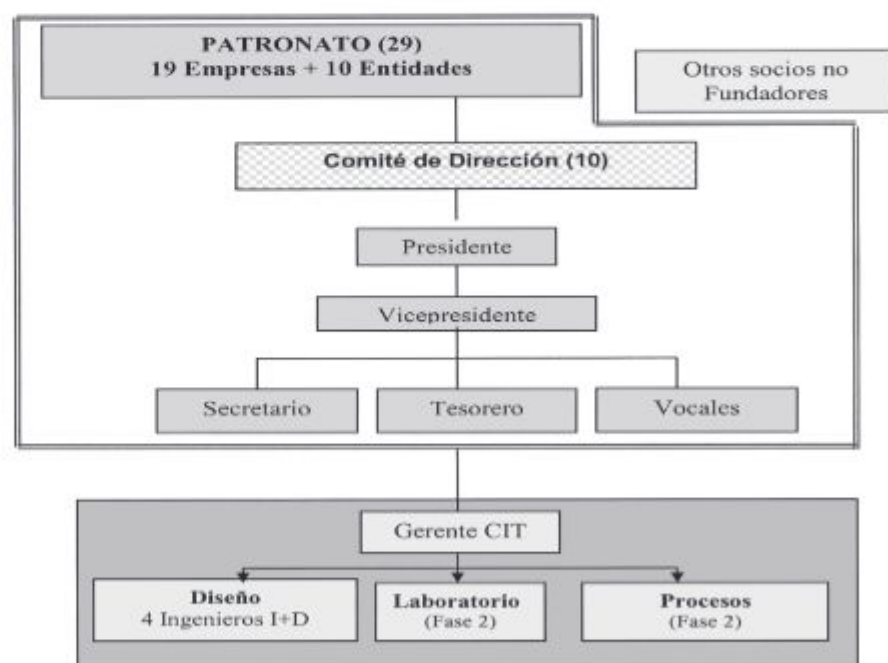 PATRONATO (29)
19 Empresas + 10 Entidades
Otros socios no
Fundadores
Comité de Dirección (10)
Presidente
Vicepresidente
Secretario
Tesorero
Vocales
Gerente CIT
Diseño
4 Ingenieros I+D
Laboratorio
(Fase 2)
Procesos
(Fase 2)